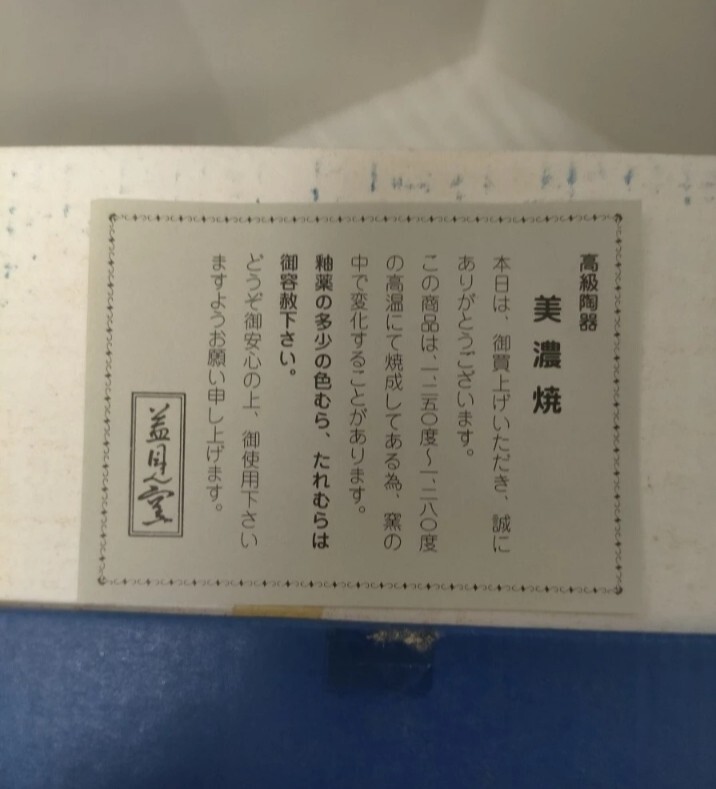 高級陶器
美濃焼
本日は、御買上げいただき、誠に
ありがとうございます。
この商品は、一、二五〇度〜一、二八〇度
の高温にて焼成してある為、窯の
中で変化することがあります。
釉薬の多少の色むら、たれむらは
御容赦下さい。
どうぞ御安心の上、御使用下さい
ますようお願い申し上げます。